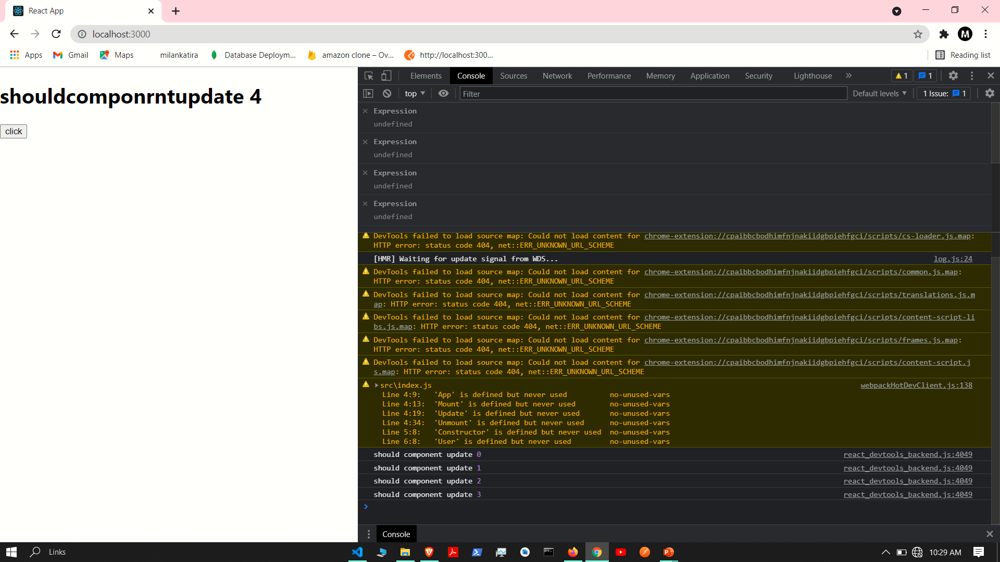 React App
localhost:3000
Apps
Gmail
Maps
milankatira
Database Deploym...
amazon clone – Ov...
http://localhost:300...
Reading list
shouldcomponrntupdate 4
click
Elements
Console
Sources
Network
Performance
Memory
Application
Security
Lighthouse
1
1
top
Filter
Default levels
1 Issue: 1
Expression
undefined
Expression
undefined
Expression
undefined
Expression
undefined
DevTools failed to load source map: Could not load content for chrome-extension://cpaibbcbodhimfnjnakiidgbpiehfgci/scripts/cs-loader.js.map:
HTTP error: status code 404, net::ERR_UNKNOWN_URL_SCHEME
[HMR] Waiting for update signal from WDS... log.js:24
DevTools failed to load source map: Could not load content for chrome-extension://cpaibbcbodhimfnjnakiidgbpiehfgci/scripts/common.js.map:
HTTP error: status code 404, net::ERR_UNKNOWN_URL_SCHEME
DevTools failed to load source map: Could not load content for chrome-extension://cpaibbcbodhimfnjnakiidgbpiehfgci/scripts/translations.js.m
ap: HTTP error: status code 404, net::ERR_UNKNOWN_URL_SCHEME
DevTools failed to load source map: Could not load content for chrome-extension://cpaibbcbodhimfnjnakiidgbpiehfgci/scripts/content-script-li
bs.js.map: HTTP error: status code 404, net::ERR_UNKNOWN_URL_SCHEME
DevTools failed to load source map: Could not load content for chrome-extension://cpaibbcbodhimfnjnakiidgbpiehfgci/scripts/frames.js.map:
HTTP error: status code 404, net::ERR_UNKNOWN_URL_SCHEME
DevTools failed to load source map: Could not load content for chrome-extension://cpaibbcbodhimfnjnakiidgbpiehfgci/scripts/content-script.j
s.map: HTTP error: status code 404, net::ERR_UNKNOWN_URL_SCHEME
src\index.js webpackHotDevClient.js:138
Line 4:9: 'App' is defined but never used no-unused-vars
Line 4:13: 'Mount' is defined but never used no-unused-vars
Line 4:19: 'Update' is defined but never used no-unused-vars
Line 4:34: 'Unmount' is defined but never used no-unused-vars
Line 5:8: 'Constructor' is defined but never used no-unused-vars
Line 6:8: 'User' is defined but never used no-unused-vars
should component update 0 react_devtools_backend.js:4049
should component update 1 react_devtools_backend.js:4049
should component update 2 react_devtools_backend.js:4049
should component update 3 react_devtools_backend.js:4049
Console
Links
10:29 AM